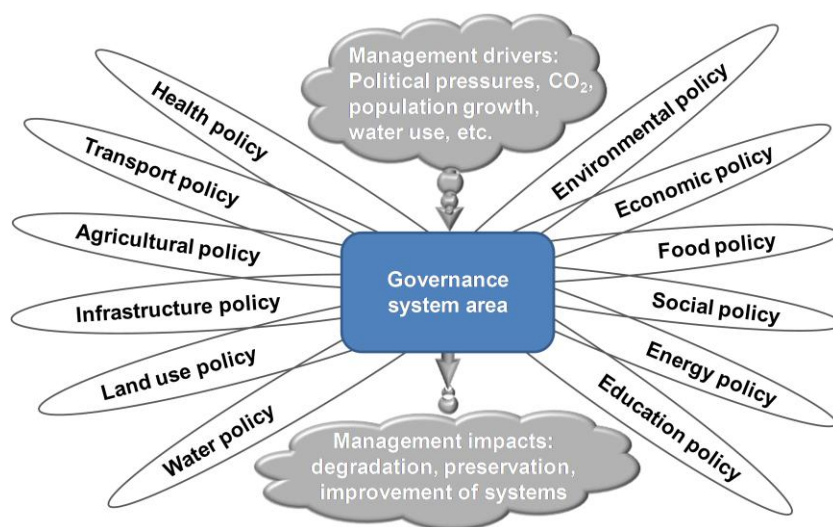 Management drivers:
Political pressures, CO₂,
population growth,
water use, etc.
Health policy
Transport policy
Agricultural policy
Infrastructure policy
Land use policy
Water policy
Governance
system area
Environmental policy
Economic policy
Food policy
Social policy
Energy policy
Education policy
Management impacts:
degradation, preservation,
improvement of systems